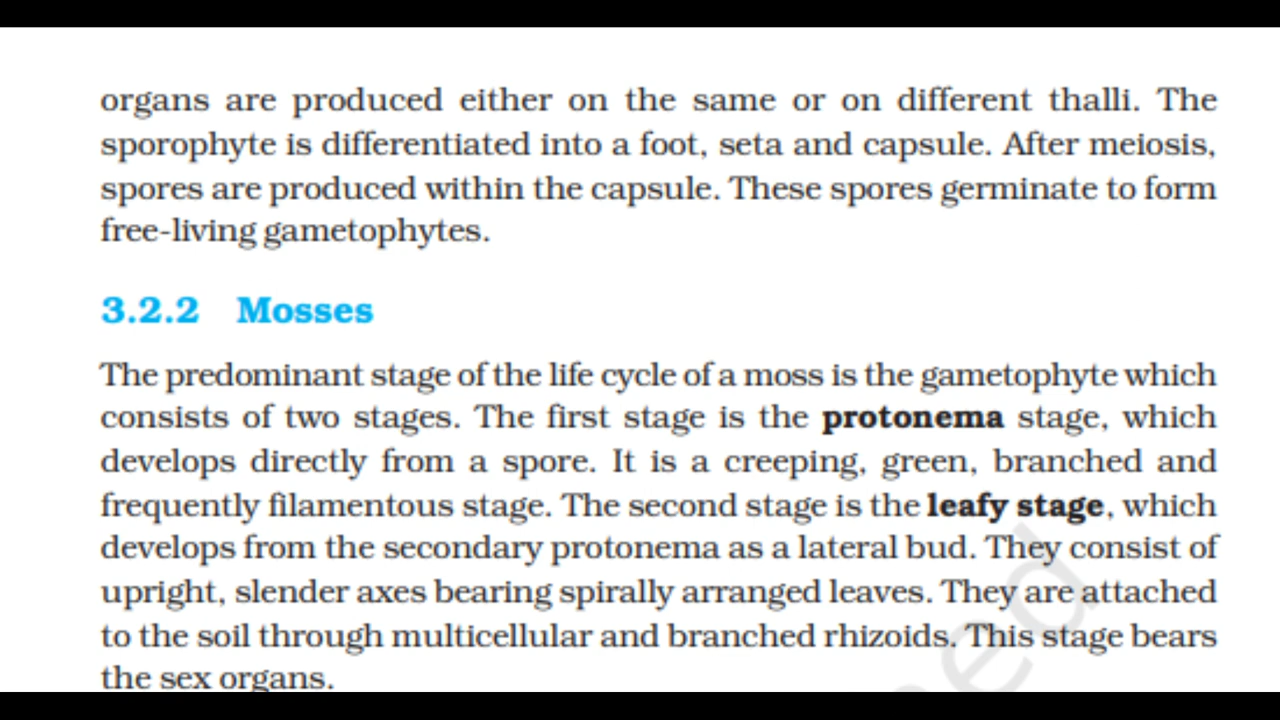 organs are produced either on the same or on different thalli. The
sporophyte is differentiated into a foot, seta and capsule. After meiosis,
spores are produced within the capsule. These spores germinate to form
free-living gametophytes.
3.2.2 Mosses
The predominant stage of the life cycle of a moss is the gametophyte which
consists of two stages. The first stage is the protonema stage, which
develops directly from a spore. It is a creeping, green, branched and
frequently filamentous stage. The second stage is the leafy stage, which
develops from the secondary protonema as a lateral bud. They consist of
upright, slender axes bearing spirally arranged leaves. They are attached
to the soil through multicellular and branched rhizoids. This stage bears
the sex organs.